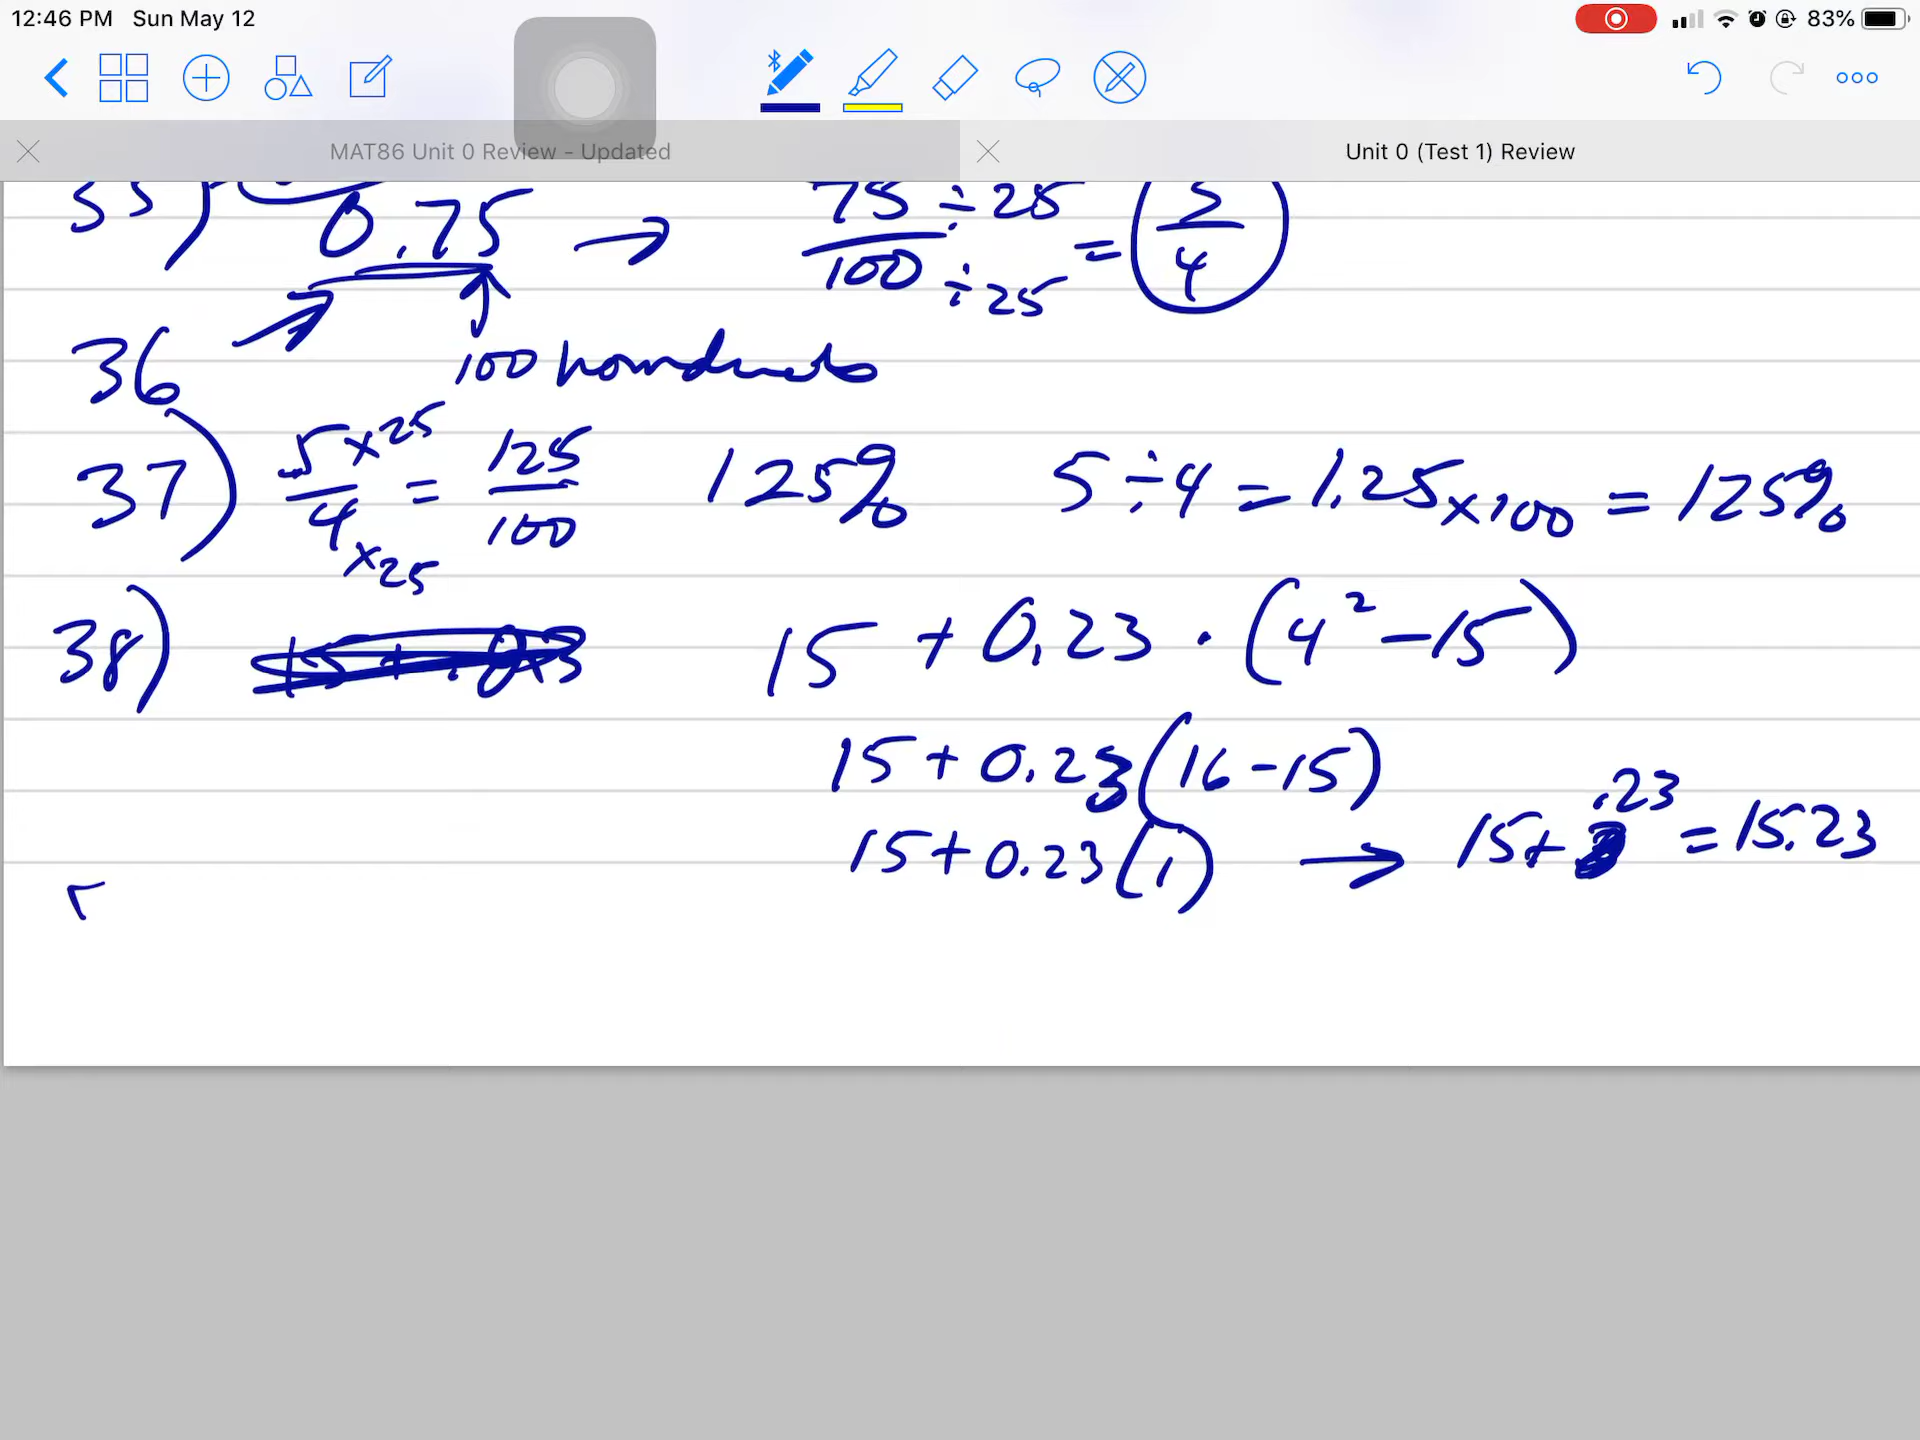 12:46 PM Sun May 12 83%
MAT86 Unit 0 Review - Updated Unit 0 (Test 1) Review
35) 0.75 → 75 ÷ 25 / 100 ÷ 25 = 3/4
36 100
37) 5 × 25 / 4 × 25 = 125/100 125% 5 ÷ 4 = 1.25 × 100 = 125%
38) 15 + 0.23 · (4² - 15)
15 + 0.23 (16 - 15)
15 + 0.23 (1) → 15 + .23 = 15.23